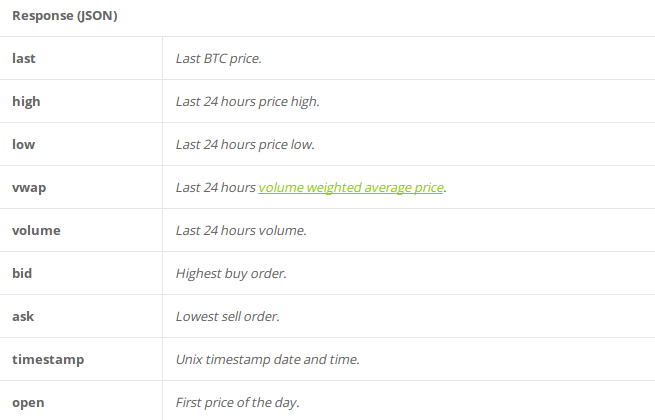 Response (JSON)
last Last BTC price.
high Last 24 hours price high.
low Last 24 hours price low.
vwap Last 24 hours volume weighted average price.
volume Last 24 hours volume.
bid Highest buy order.
ask Lowest sell order.
timestamp Unix timestamp date and time.
open First price of the day.